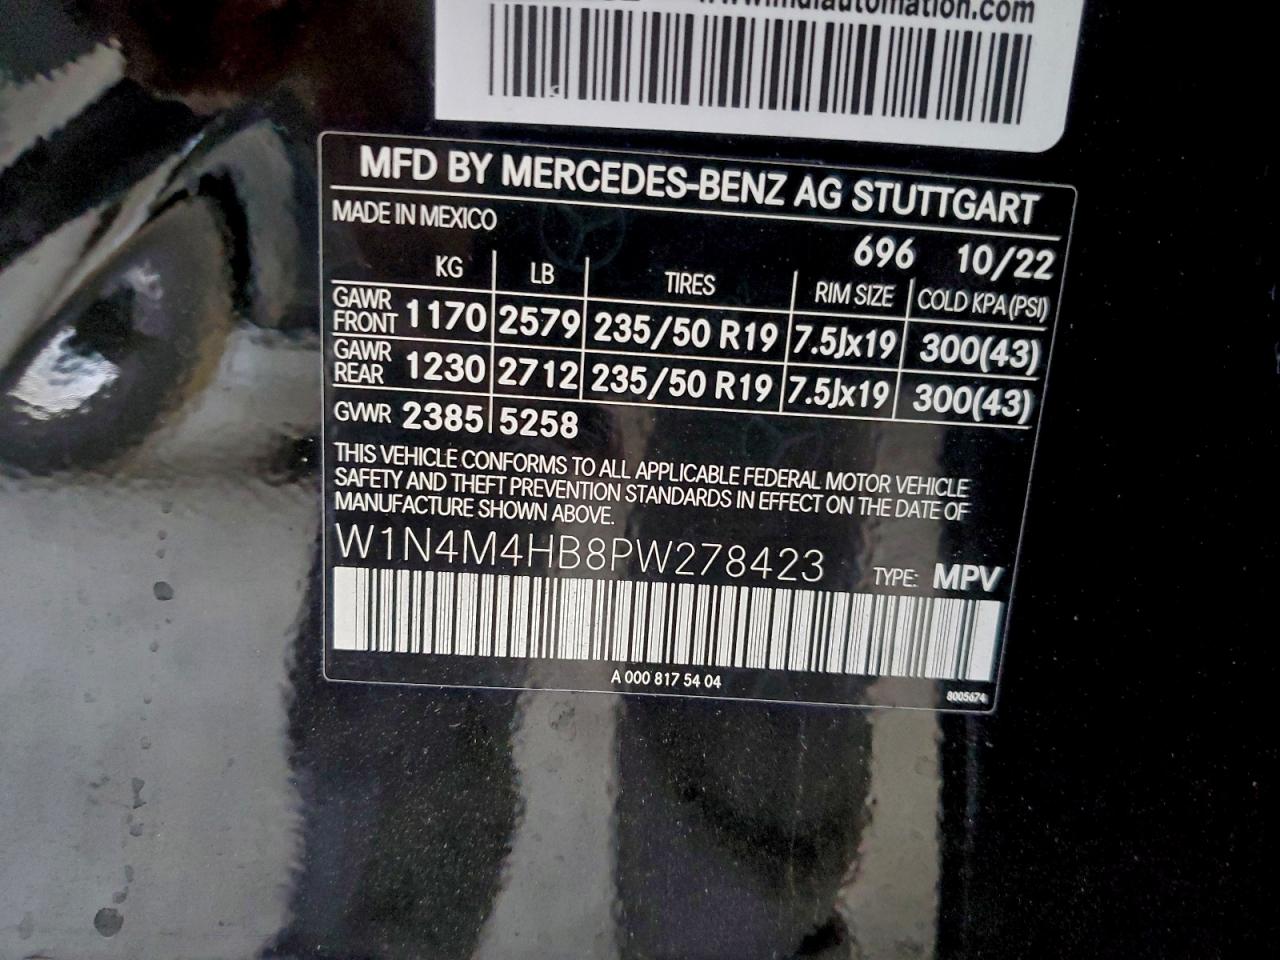 MFD BY MERCEDES-BENZ AG STUTTGART
MADE IN MEXICO
696 10/22
KG LB TIRES RIM SIZE COLD KPA (PSI)
GAWR FRONT 1170 2579 235/50 R19 7.5Jx19 300(43)
GAWR REAR 1230 2712 235/50 R19 7.5Jx19 300(43)
GVWR 2385 5258
THIS VEHICLE CONFORMS TO ALL APPLICABLE FEDERAL MOTOR VEHICLE
SAFETY AND THEFT PREVENTION STANDARDS IN EFFECT ON THE DATE OF
MANUFACTURE SHOWN ABOVE.
W1N4M4HB8PW278423 TYPE: MPV
A 000 817 54 04
8005674